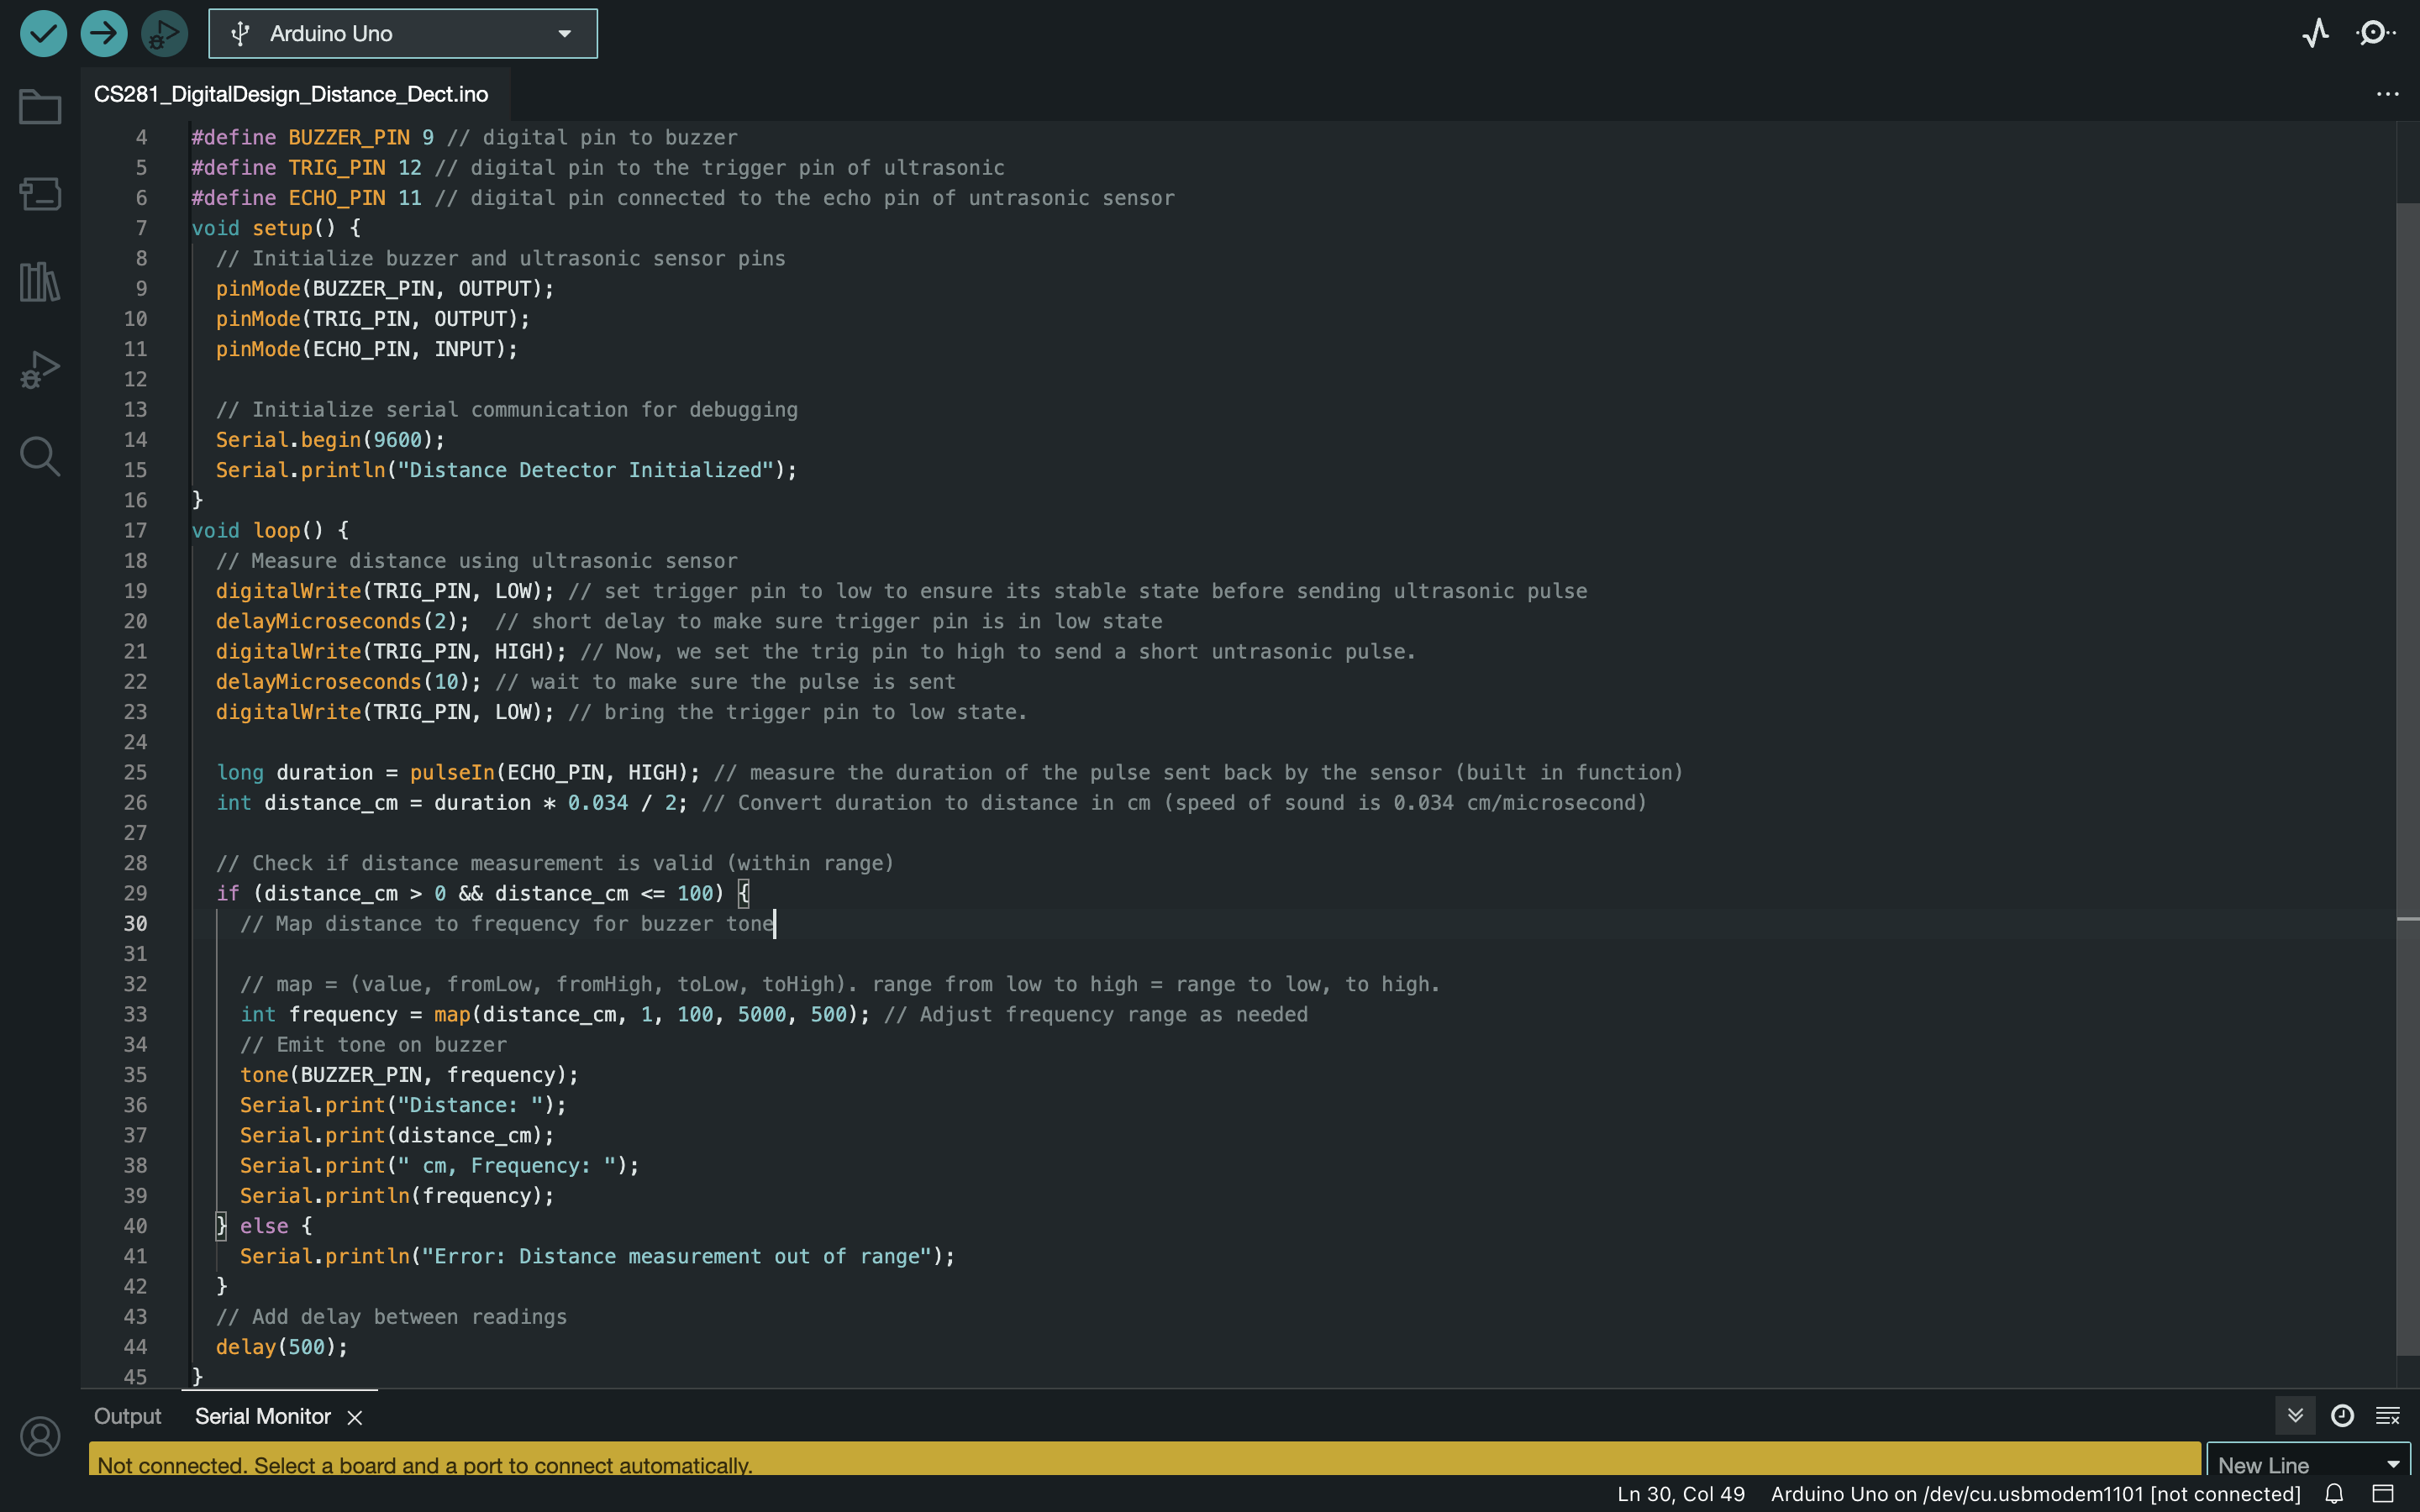 Arduino Uno
CS281_DigitalDesign_Distance_Dect.ino
4 #define BUZZER_PIN 9 // digital pin to buzzer
5 #define TRIG_PIN 12 // digital pin to the trigger pin of ultrasonic
6 #define ECHO_PIN 11 // digital pin connected to the echo pin of untrasonic sensor
7 void setup() {
8 // Initialize buzzer and ultrasonic sensor pins
9 pinMode(BUZZER_PIN, OUTPUT);
10 pinMode(TRIG_PIN, OUTPUT);
11 pinMode(ECHO_PIN, INPUT);
12
13 // Initialize serial communication for debugging
14 Serial.begin(9600);
15 Serial.println("Distance Detector Initialized");
16 }
17 void loop() {
18 // Measure distance using ultrasonic sensor
19 digitalWrite(TRIG_PIN, LOW); // set trigger pin to low to ensure its stable state before sending ultrasonic pulse
20 delayMicroseconds(2);  // short delay to make sure trigger pin is in low state
21 digitalWrite(TRIG_PIN, HIGH); // Now, we set the trig pin to high to send a short untrasonic pulse.
22 delayMicroseconds(10); // wait to make sure the pulse is sent
23 digitalWrite(TRIG_PIN, LOW); // bring the trigger pin to low state.
24
25 long duration = pulseIn(ECHO_PIN, HIGH); // measure the duration of the pulse sent back by the sensor (built in function)
26 int distance_cm = duration * 0.034 / 2; // Convert duration to distance in cm (speed of sound is 0.034 cm/microsecond)
27
28 // Check if distance measurement is valid (within range)
29 if (distance_cm > 0 && distance_cm <= 100) {
30 // Map distance to frequency for buzzer tone
31
32 // map = (value, fromLow, fromHigh, toLow, toHigh). range from low to high = range to low, to high.
33 int frequency = map(distance_cm, 1, 100, 5000, 500); // Adjust frequency range as needed
34 // Emit tone on buzzer
35 tone(BUZZER_PIN, frequency);
36 Serial.print("Distance: ");
37 Serial.print(distance_cm);
38 Serial.print(" cm, Frequency: ");
39 Serial.println(frequency);
40 } else {
41 Serial.println("Error: Distance measurement out of range");
42 }
43 // Add delay between readings
44 delay(500);
45 }
Output Serial Monitor
Not connected. Select a board and a port to connect automatically. New Line
Ln 30, Col 49 Arduino Uno on /dev/cu.usbmodem1101 [not connected]